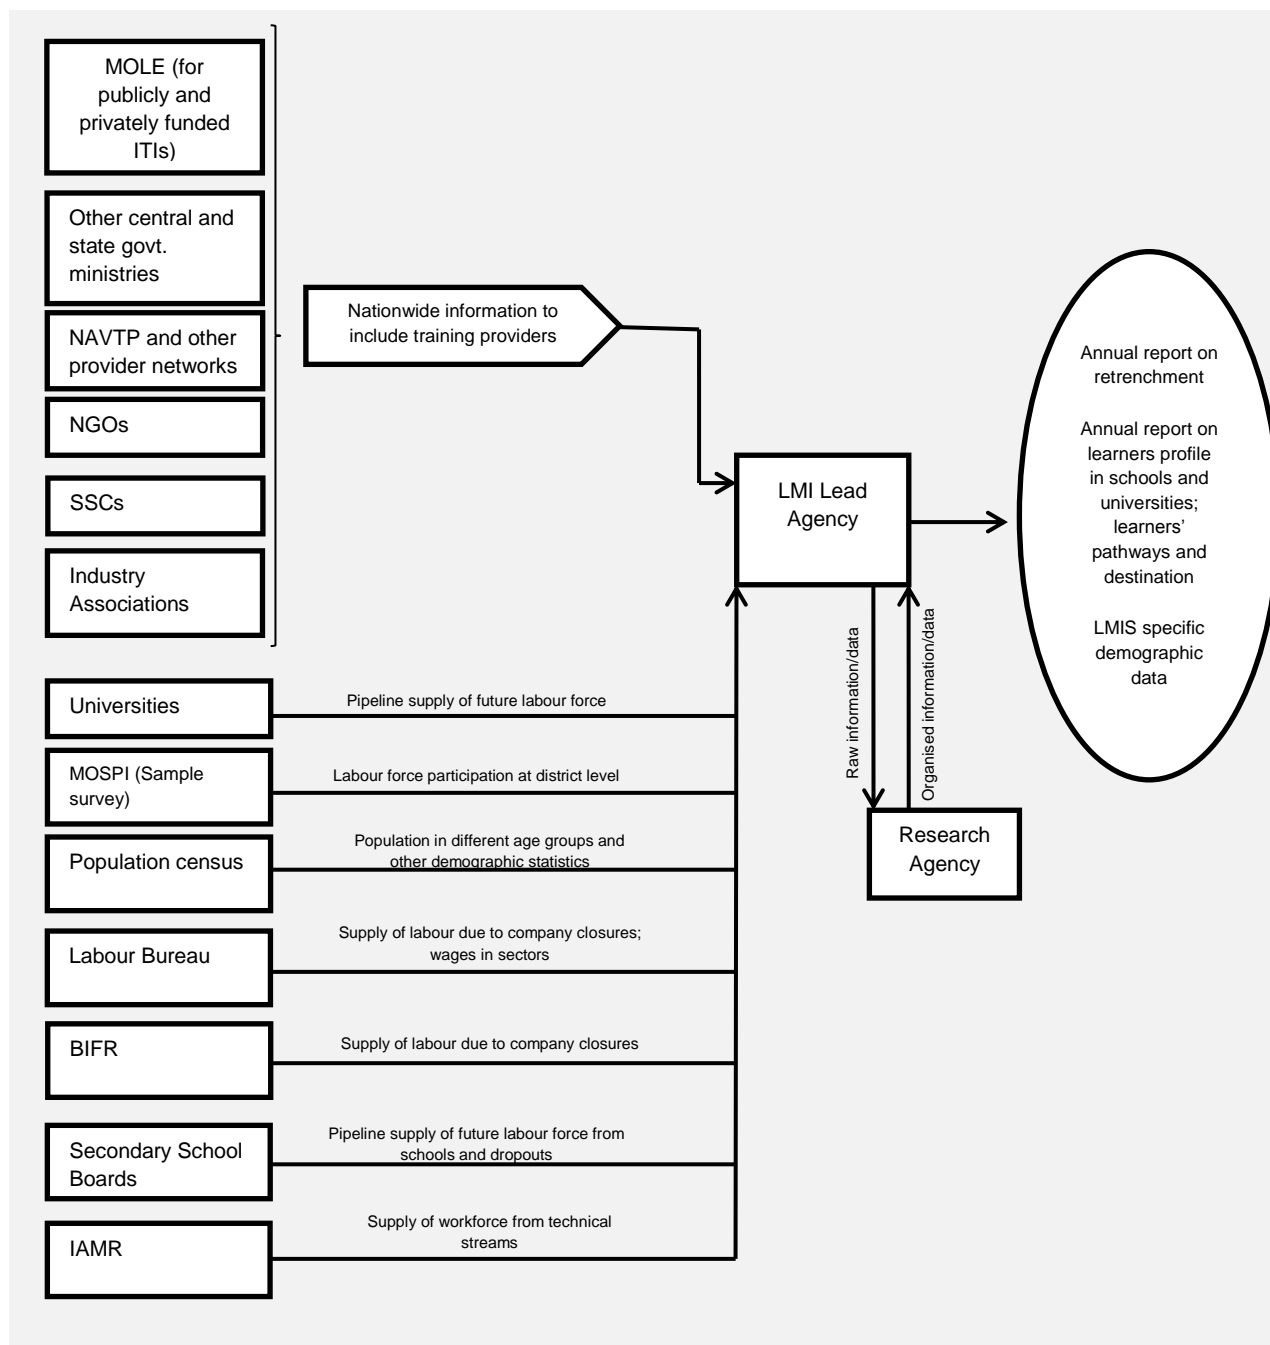 MOLE (for
publicly and
privately funded
ITIs)
Other central and
state govt.
ministries
NAVTP and other
provider networks
NGOs
SSCs
Industry
Associations
Nationwide information to
include training providers
LMI Lead
Agency
Annual report on
retrenchment
Annual report on
learners profile
in schools and
universities;
learners’
pathways and
destination
LMIS specific
demographic
data
Raw information/data
Organised information/data
Research
Agency
Universities
Pipeline supply of future labour force
MOSPI (Sample
survey)
Labour force participation at district level
Population census
Population in different age groups and
other demographic statistics
Labour Bureau
Supply of labour due to company closures;
wages in sectors
BIFR
Supply of labour due to company closures
Secondary School
Boards
Pipeline supply of future labour force from
schools and dropouts
IAMR
Supply of workforce from technical
streams